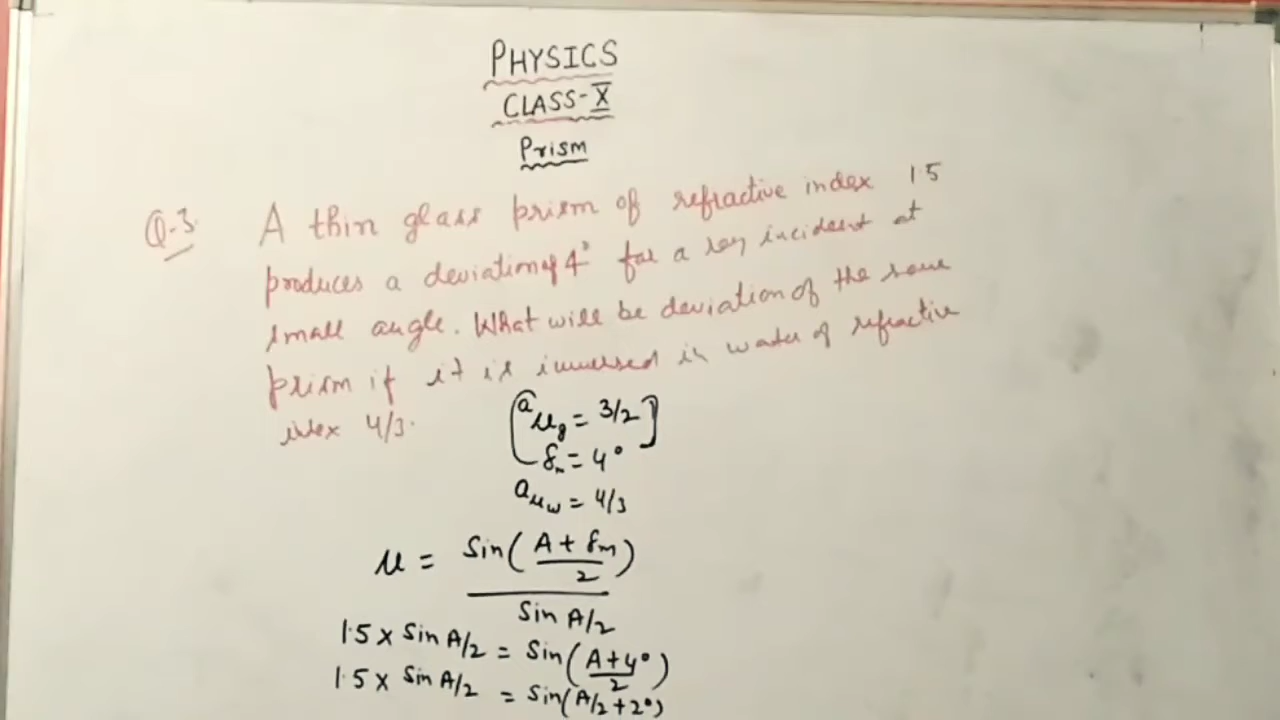 PHYSICS
CLASS-X
Prism
Q-3. A thin glass prism of refractive index 1.5
produces a deviation of 4° for a ray incident at
small angle. What will be deviation of the same
prism if it is immersed in water of refractive
index 4/3.
[aμg = 3/2
δm = 4°]
aμw = 4/3
μ = Sin(A + δm/2)
Sin A/2
1.5 x Sin A/2 = Sin(A+4°/2)
1.5 x Sin A/2 = Sin(A/2 + 2°)